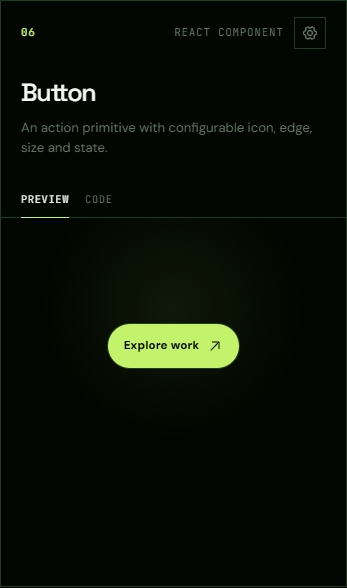 06
REACT COMPONENT
Button
An action primitive with configurable icon, edge,
size and state.
PREVIEW CODE
Explore work